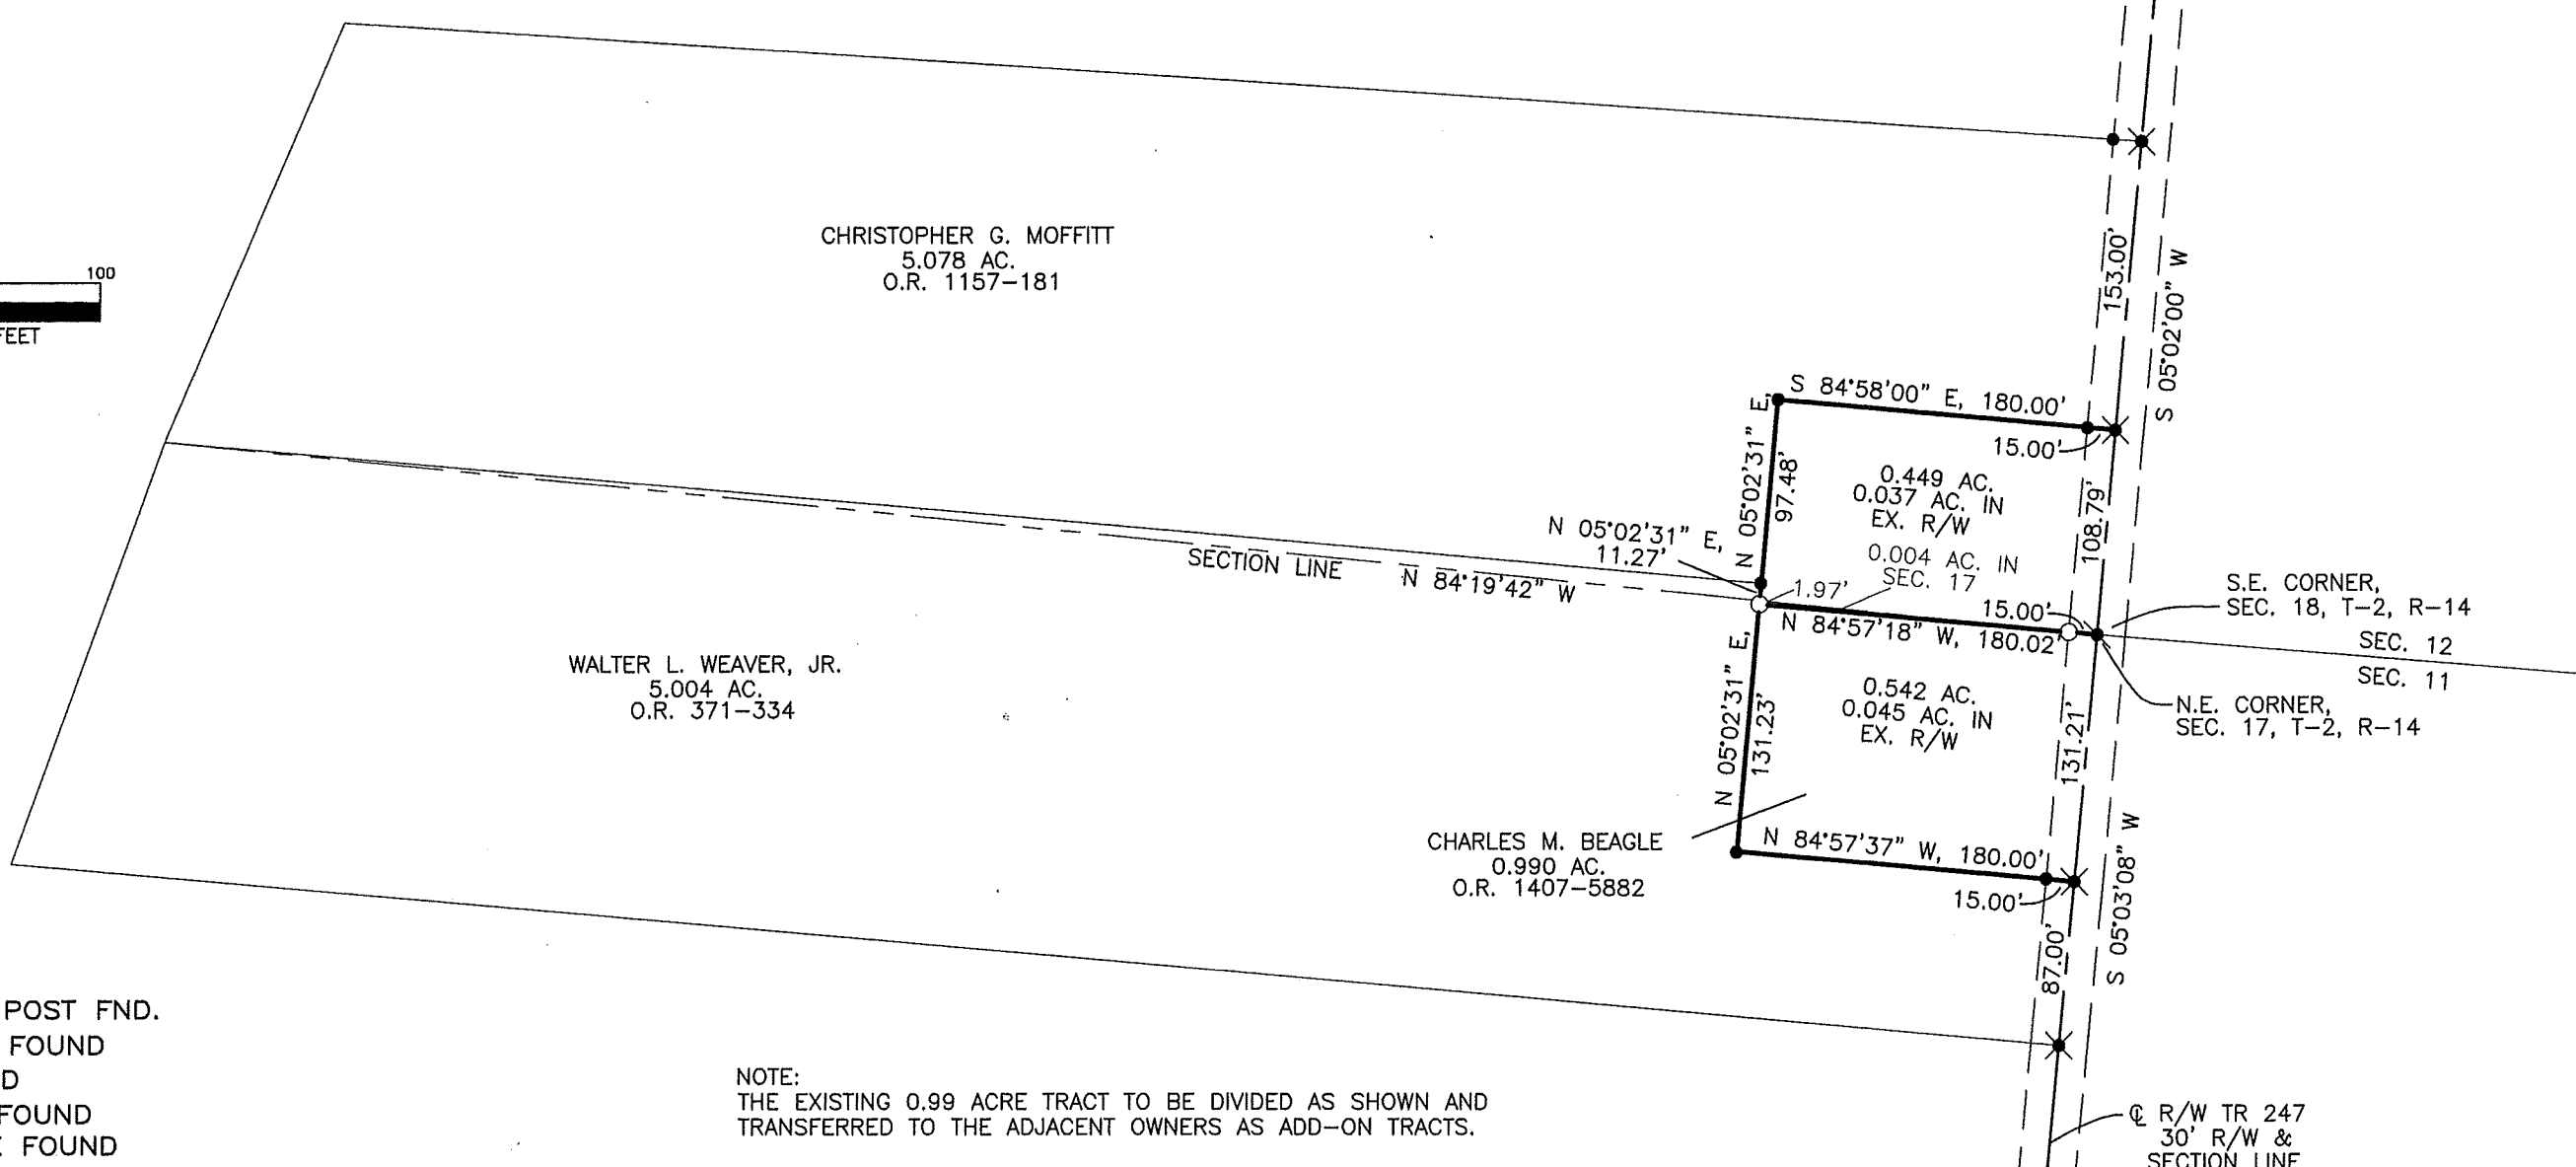 100
FEET
CHRISTOPHER G. MOFFITT
5.078 AC.
O.R. 1157-181
153.00'
S 05°02'00" W
S 84°58'00" E, 180.00'
15.00'
N 05°02'31" E,
97.48'
0.449 AC.
0.037 AC. IN
EX. R/W
108.79'
N 05°02'31" E,
11.27'
0.004 AC. IN
SEC. 17
SECTION LINE
N 84°19'42" W
1.97'
15.00'
N 84°57'18" W, 180.02'
S.E. CORNER,
SEC. 18, T-2, R-14
SEC. 12
SEC. 11
N.E. CORNER,
SEC. 17, T-2, R-14
WALTER L. WEAVER, JR.
5.004 AC.
O.R. 371-334
N 05°02'31" E,
131.23'
0.542 AC.
0.045 AC. IN
EX. R/W
131.21'
CHARLES M. BEAGLE
0.990 AC.
O.R. 1407-5882
N 84°57'37" W, 180.00'
15.00'
S 05°03'08" W
87.00'
POST FND.
FOUND
D
FOUND
FOUND
NOTE:
THE EXISTING 0.99 ACRE TRACT TO BE DIVIDED AS SHOWN AND
TRANSFERRED TO THE ADJACENT OWNERS AS ADD-ON TRACTS.
℄ R/W TR 247
30' R/W &
SECTION LINE